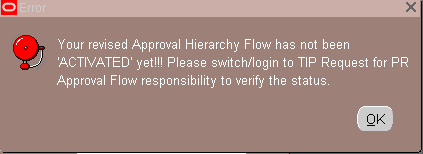 Error
Your revised Approval Hierarchy Flow has not been
'ACTIVATED' yet!!! Please switch/login to TIP Request for PR
Approval Flow responsibility to verify the status.
OK